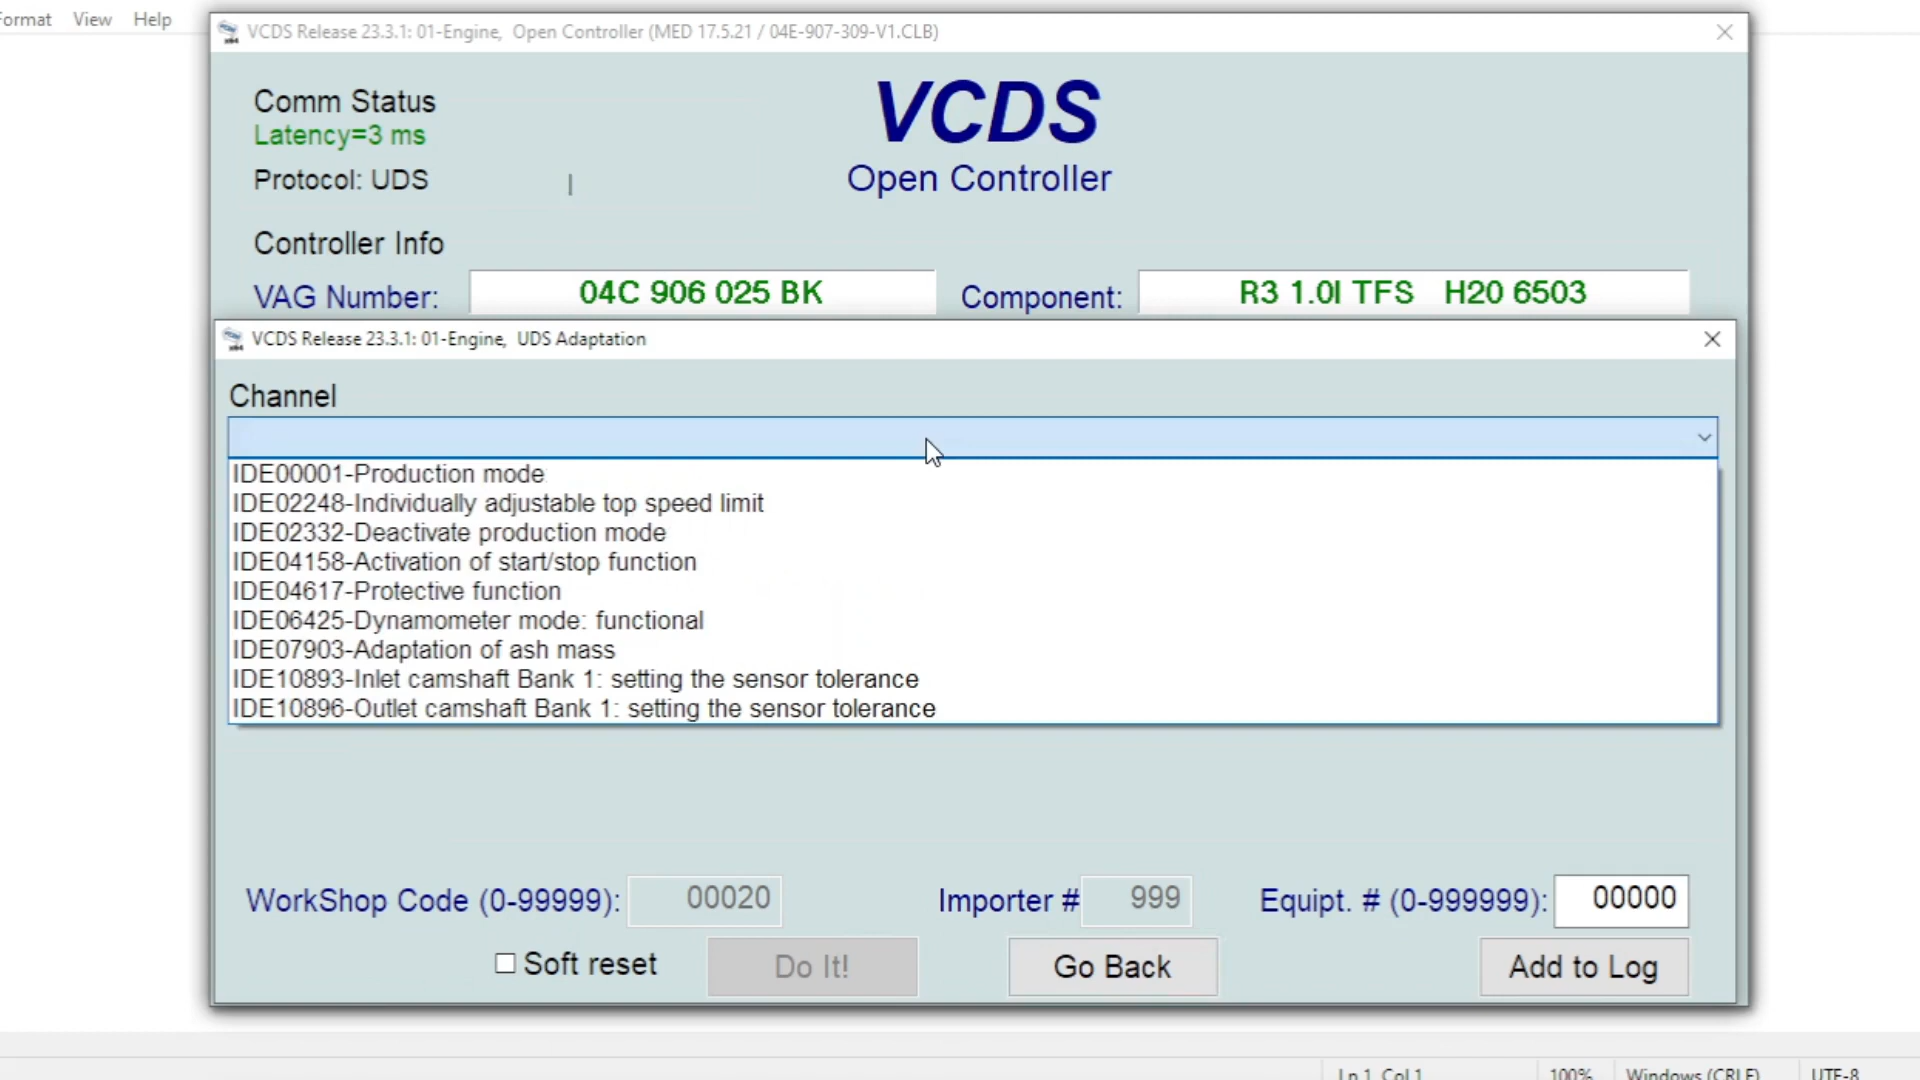 Format View Help
VCDS Release 23.3.1: 01-Engine, Open Controller (MED 17.5.21 / 04E-907-309-V1.CLB)
Comm Status
Latency=3 ms
Protocol: UDS
VCDS
Open Controller
Controller Info
VAG Number: 04C 906 025 BK Component: R3 1.0l TFS H20 6503
VCDS Release 23.3.1: 01-Engine, UDS Adaptation
Channel
IDE00001-Production mode
IDE02248-Individually adjustable top speed limit
IDE02332-Deactivate production mode
IDE04158-Activation of start/stop function
IDE04617-Protective function
IDE06425-Dynamometer mode: functional
IDE07903-Adaptation of ash mass
IDE10893-Inlet camshaft Bank 1: setting the sensor tolerance
IDE10896-Outlet camshaft Bank 1: setting the sensor tolerance
WorkShop Code (0-99999): 00020 Importer # 999 Equipt. # (0-999999): 00000
Soft reset Do It! Go Back Add to Log
Ln 1, Col 1 100% Windows (CRLF) UTF-8